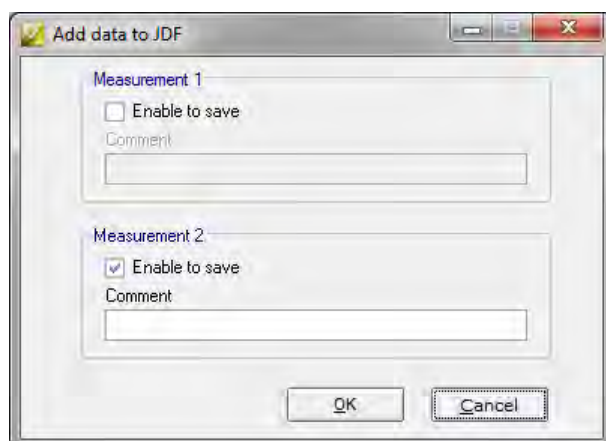 Add data to JDF
Measurement 1
Enable to save
Comment
Measurement 2
Enable to save
Comment
OK
Cancel